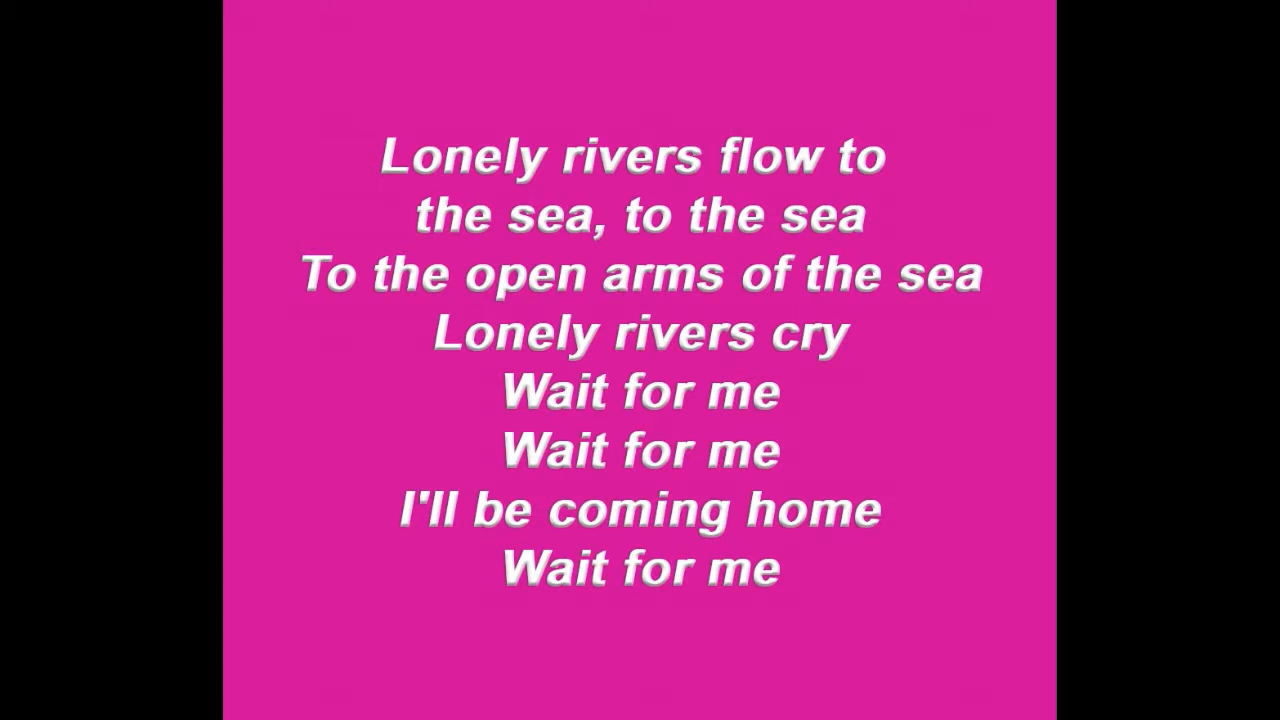 Lonely rivers flow to
the sea, to the sea
To the open arms of the sea
Lonely rivers cry
Wait for me
Wait for me
I'll be coming home
Wait for me